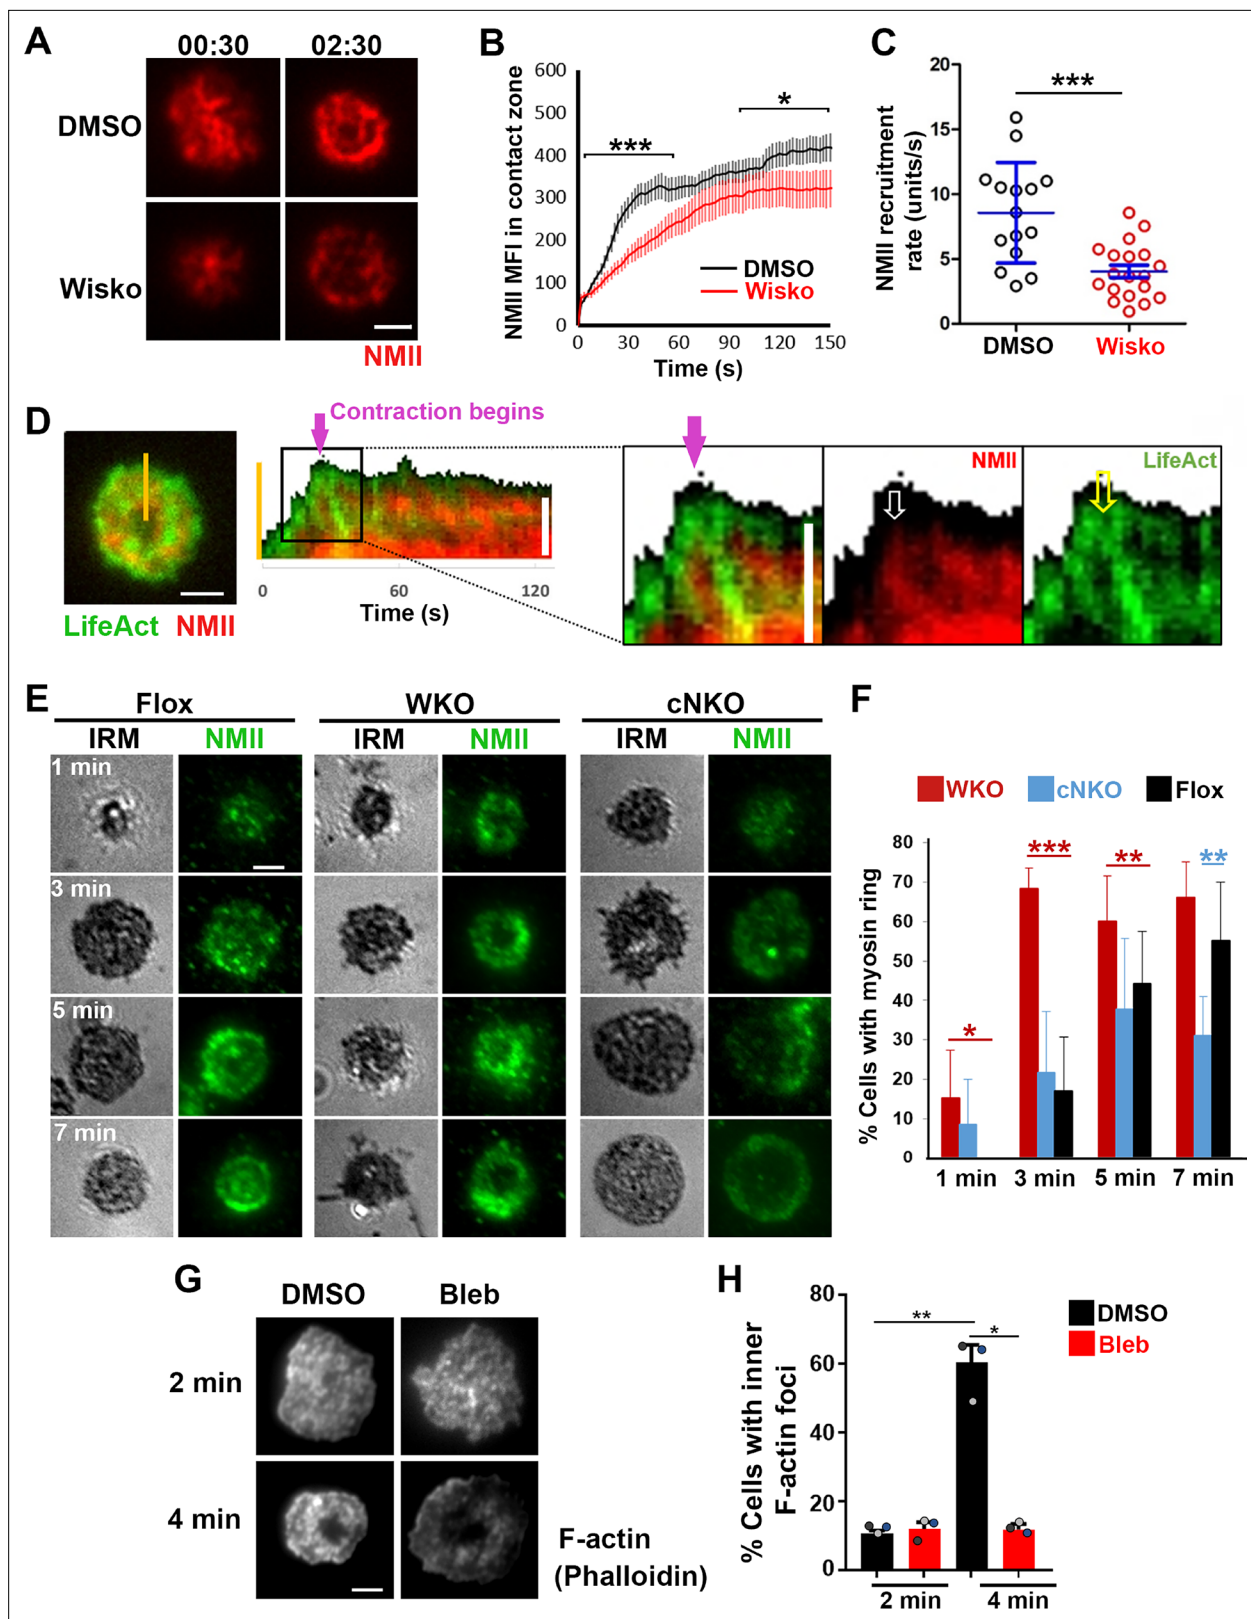 A
00:30 02:30
DMSO
Wisko
NMII
B
NMII MFI in contact zone
600
500
400
300
200
100
0
***
*
DMSO
Wisko
0 30 60 90 120 150
Time (s)
C
NMII recruitment
rate (units/s)
20
15
10
5
0
***
DMSO Wisko
D
Contraction begins
LifeAct NMII
0 60 120
Time (s)
NMII
LifeAct
E
Flox WKO cNKO
IRM NMII IRM NMII IRM NMII
1 min
3 min
5 min
7 min
F
WKO cNKO Flox
% Cells with myosin ring
80
70
60
50
40
30
20
10
0
*
***
**
**
1 min 3 min 5 min 7 min
G
DMSO Bleb
2 min
4 min
F-actin
(Phalloidin)
H
% Cells with inner
F-actin foci
80
60
40
20
0
**
*
DMSO
Bleb
2 min 4 min